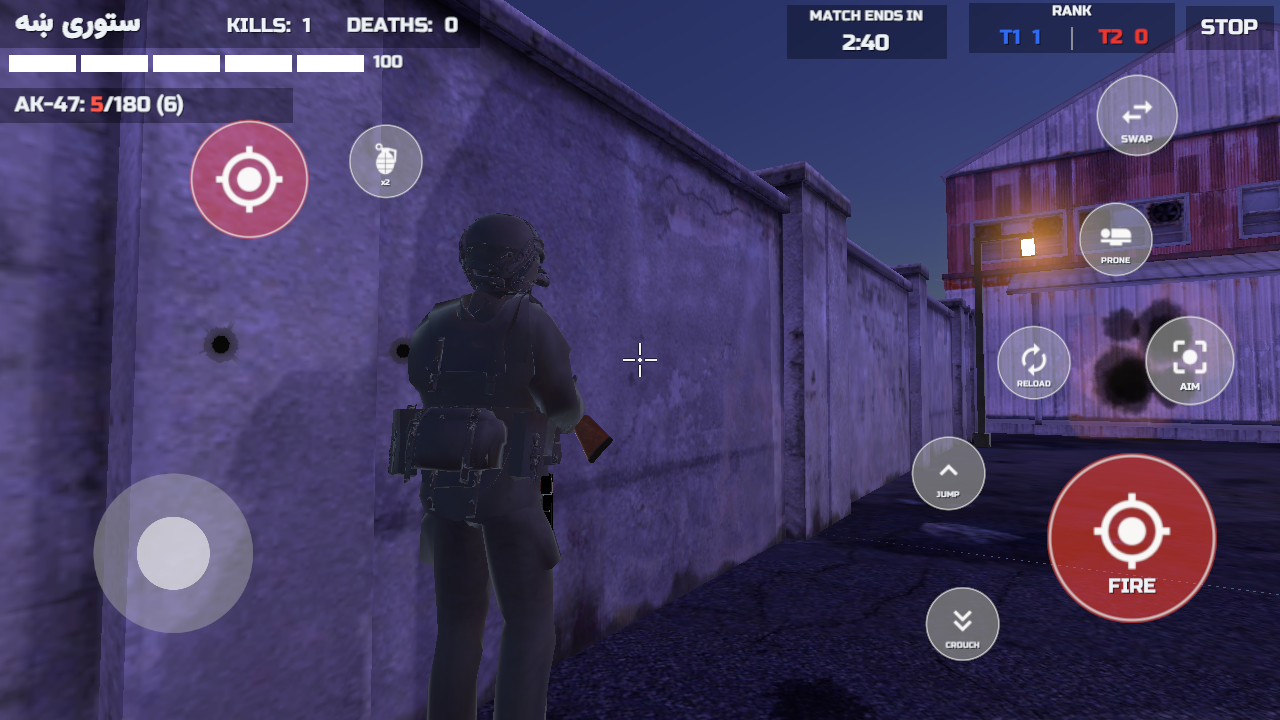 ستوری ښه
KILLS: 1
DEATHS: 0
100
AK-47: 5/180 (6)
x2
MATCH ENDS IN
2:40
RANK
T1 1 | T2 0
STOP
SWAP
PRONE
RELOAD
AIM
JUMP
FIRE
CROUCH